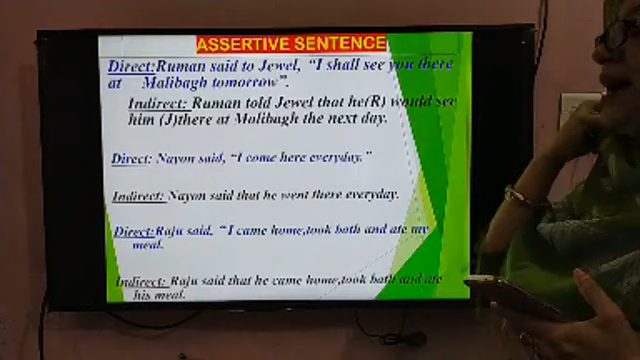 ASSERTIVE SENTENCE
Direct:Ruman said to Jewel, “I shall see you there
at Malibagh tomorrow”.
Indirect: Ruman told Jewel that he(R) would see
him (J)there at Malibagh the next day.
Direct: Nayon said, “I come here everyday.”
Indirect: Nayon said that he went there everyday.
Direct:Raju said, “I came home,took bath and ate my
meal.
Indirect: Raju said that he came home,took bath and ate
his meal.